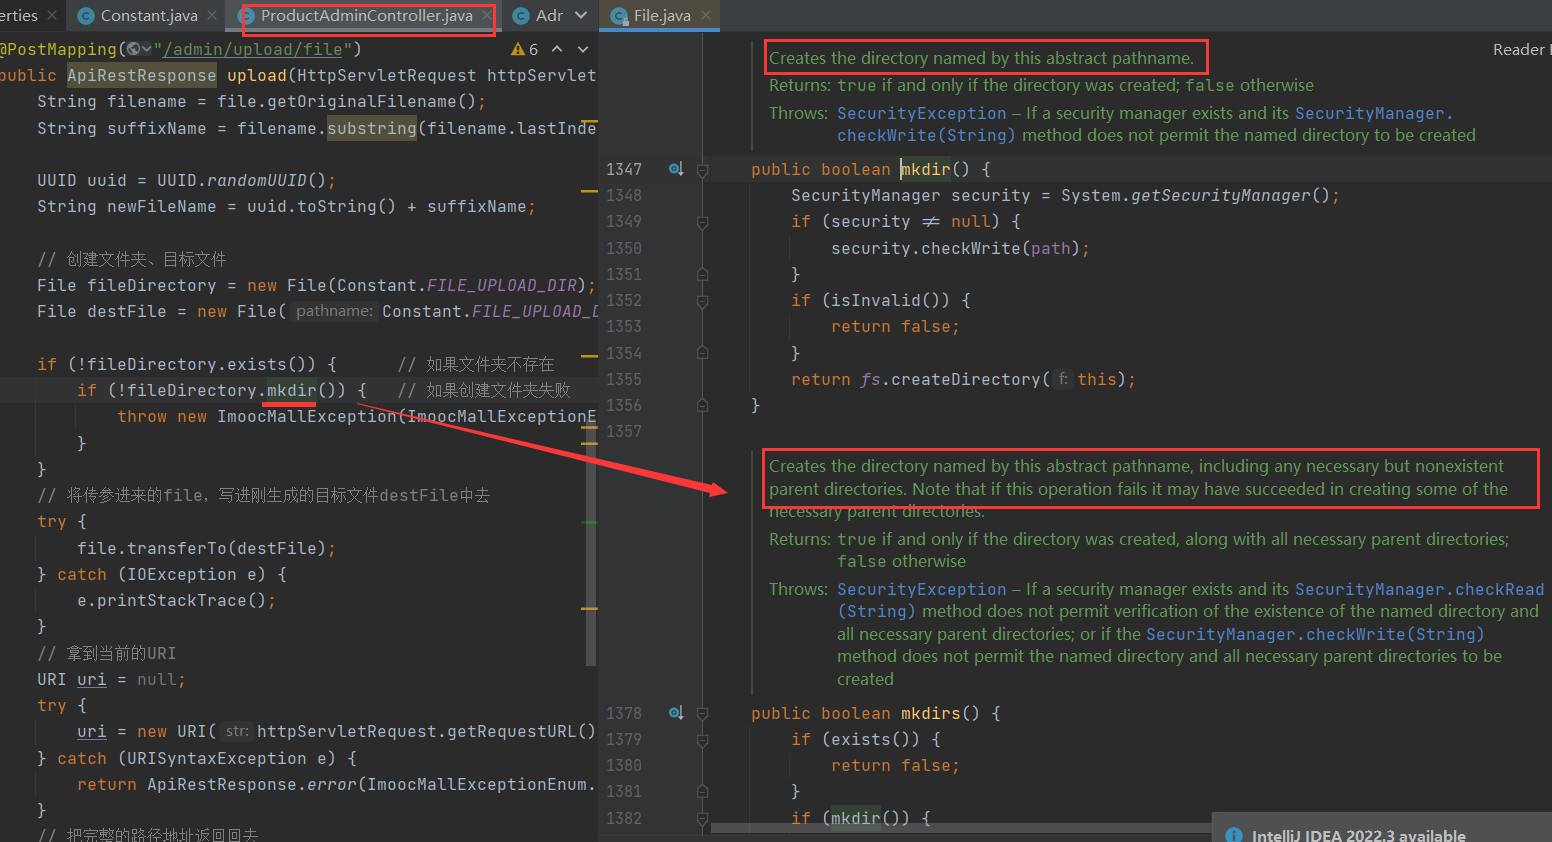 erties
Constant.java
ProductAdminController.java
Adr
@PostMapping("/admin/upload/file")
6
public ApiRestResponse upload(HttpServletRequest httpServlet
String filename = file.getOriginalFilename();
String suffixName = filename.substring(filename.lastInde
UUID uuid = UUID.randomUUID();
String newFileName = uuid.toString() + suffixName;
// 创建文件夹、目标文件
File fileDirectory = new File(Constant.FILE_UPLOAD_DIR);
File destFile = new File( pathname: Constant.FILE_UPLOAD_D
if (!fileDirectory.exists()) { // 如果文件夹不存在
if (!fileDirectory.mkdir()) { // 如果创建文件夹失败
throw new ImoocMallException(ImoocMallExceptionE
}
}
// 将传参进来的file，写进刚生成的目标文件destFile中去
try {
file.transferTo(destFile);
} catch (IOException e) {
e.printStackTrace();
}
// 拿到当前的URI
URI uri = null;
try {
uri = new URI( str: httpServletRequest.getRequestURL()
} catch (URISyntaxException e) {
return ApiRestResponse.error(ImoocMallExceptionEnum.
}
// 把完整的路径地址返回回去
File.java
Reader
Creates the directory named by this abstract pathname.
Returns: true if and only if the directory was created; false otherwise
Throws: SecurityException – If a security manager exists and its SecurityManager.
checkWrite(String) method does not permit the named directory to be created
1347 public boolean mkdir() {
1348 SecurityManager security = System.getSecurityManager();
1349 if (security ≠ null) {
1350 security.checkWrite(path);
1351 }
1352 if (isInvalid()) {
1353 return false;
1354 }
1355 return fs.createDirectory( f: this);
1356 }
1357
Creates the directory named by this abstract pathname, including any necessary but nonexistent
parent directories. Note that if this operation fails it may have succeeded in creating some of the
necessary parent directories.
Returns: true if and only if the directory was created, along with all necessary parent directories;
false otherwise
Throws: SecurityException – If a security manager exists and its SecurityManager.checkRead
(String) method does not permit verification of the existence of the named directory and
all necessary parent directories; or if the SecurityManager.checkWrite(String)
method does not permit the named directory and all necessary parent directories to be
created
1378 public boolean mkdirs() {
1379 if (exists()) {
1380 return false;
1381 }
1382 if (mkdir()) {
IntelliJ IDEA 2022.3 available